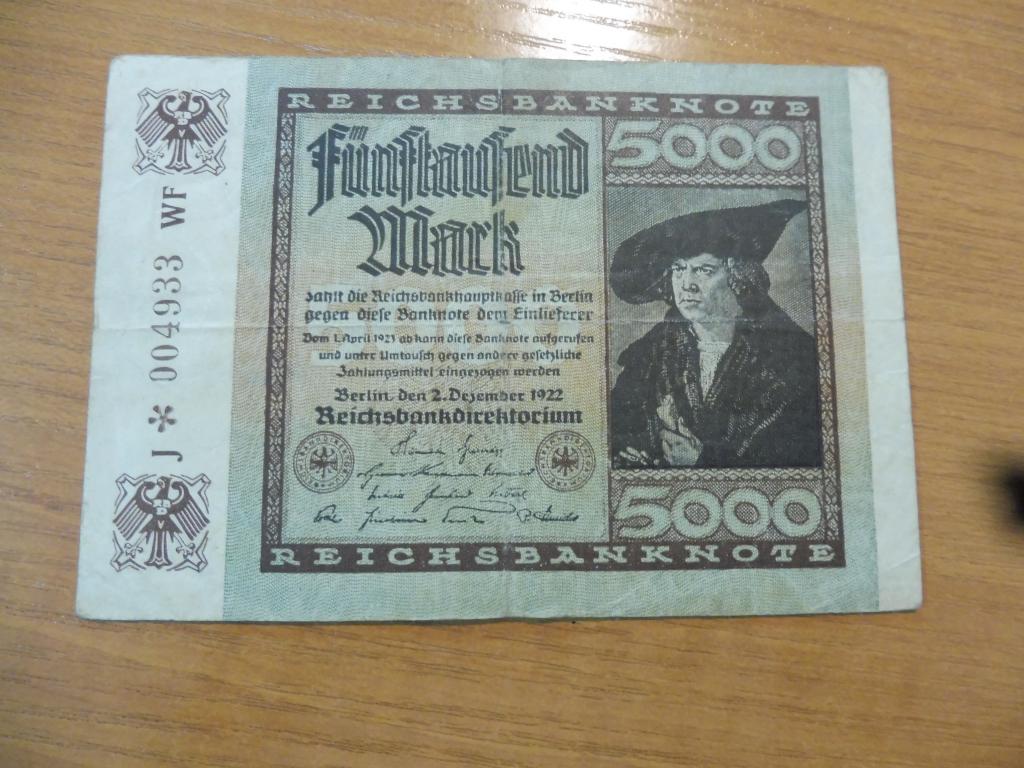 REICHSBANKNOTE
5000
Fünftausend
Mark
zahlt die Reichsbankhauptkasse in Berlin
gegen diese Banknote dem Einlieferer
Vom 1. April 1923 ab kann diese Banknote aufgerufen
und unter Umtausch gegen andere gesetzliche
Zahlungsmittel eingezogen werden
Berlin, den 2. Dezember 1922
Reichsbankdirektorium
5000
REICHSBANKNOTE
J * 004933 WF